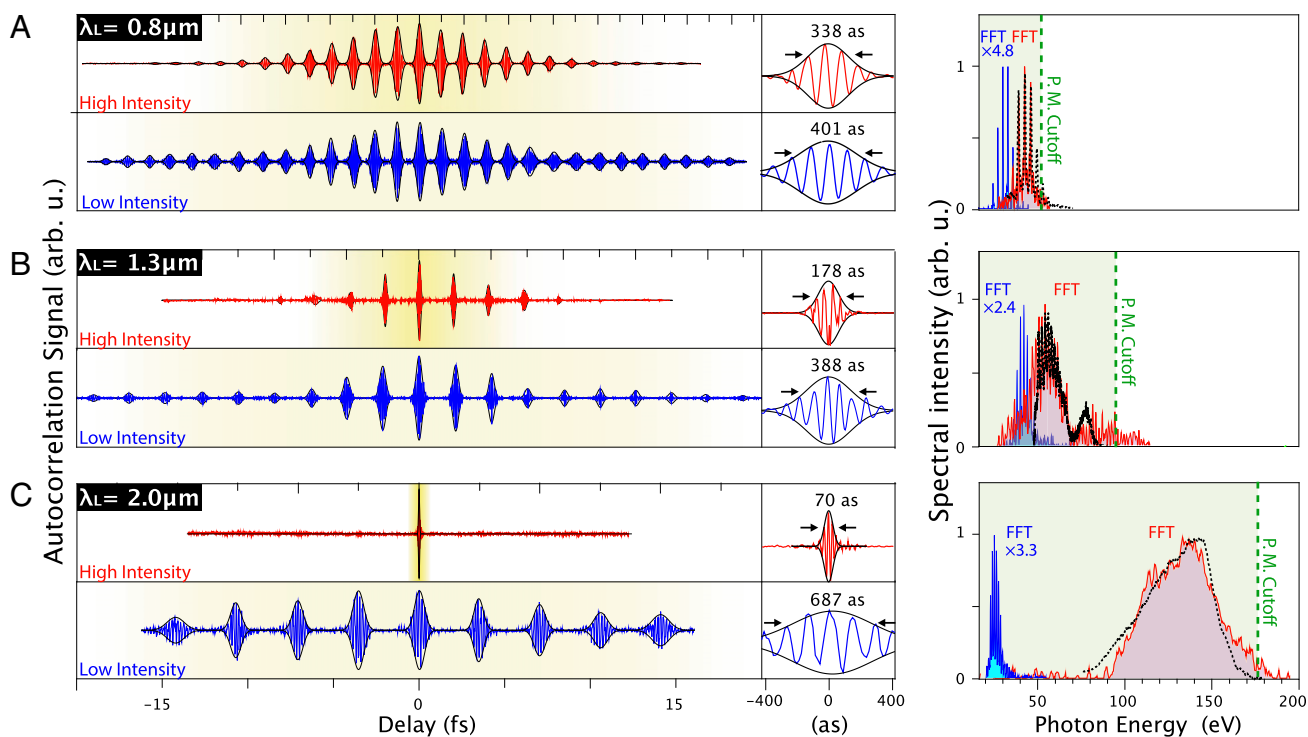 A
λL= 0.8μm
High Intensity
338 as
Low Intensity
401 as
FFT
×4.8
FFT
P. M. Cutoff
1
0
B
λL= 1.3μm
High Intensity
178 as
Low Intensity
388 as
FFT
×2.4
FFT
P. M. Cutoff
1
0
C
λL= 2.0μm
High Intensity
70 as
Low Intensity
687 as
FFT
×3.3
FFT
P. M. Cutoff
1
0
Autocorrelation Signal (arb. u.)
Spectral intensity (arb. u.)
-15
0
15
Delay (fs)
-400
0
400
(as)
50
100
150
200
Photon Energy (eV)